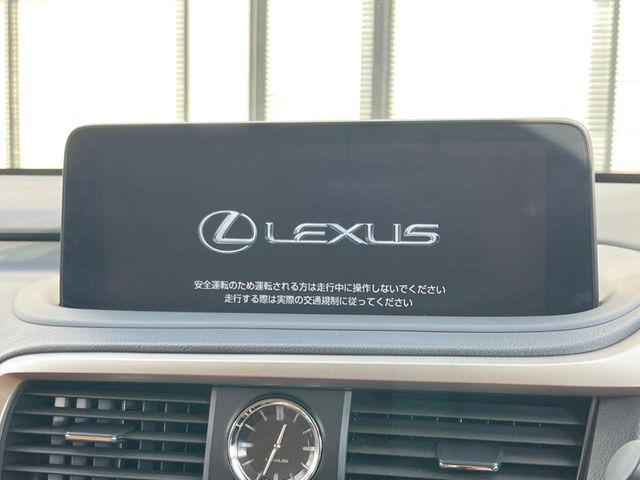 LEXUS
安全運転のため運転される方は走行中に操作しないでください
走行する際は実際の交通規制に従ってください
LEXUS